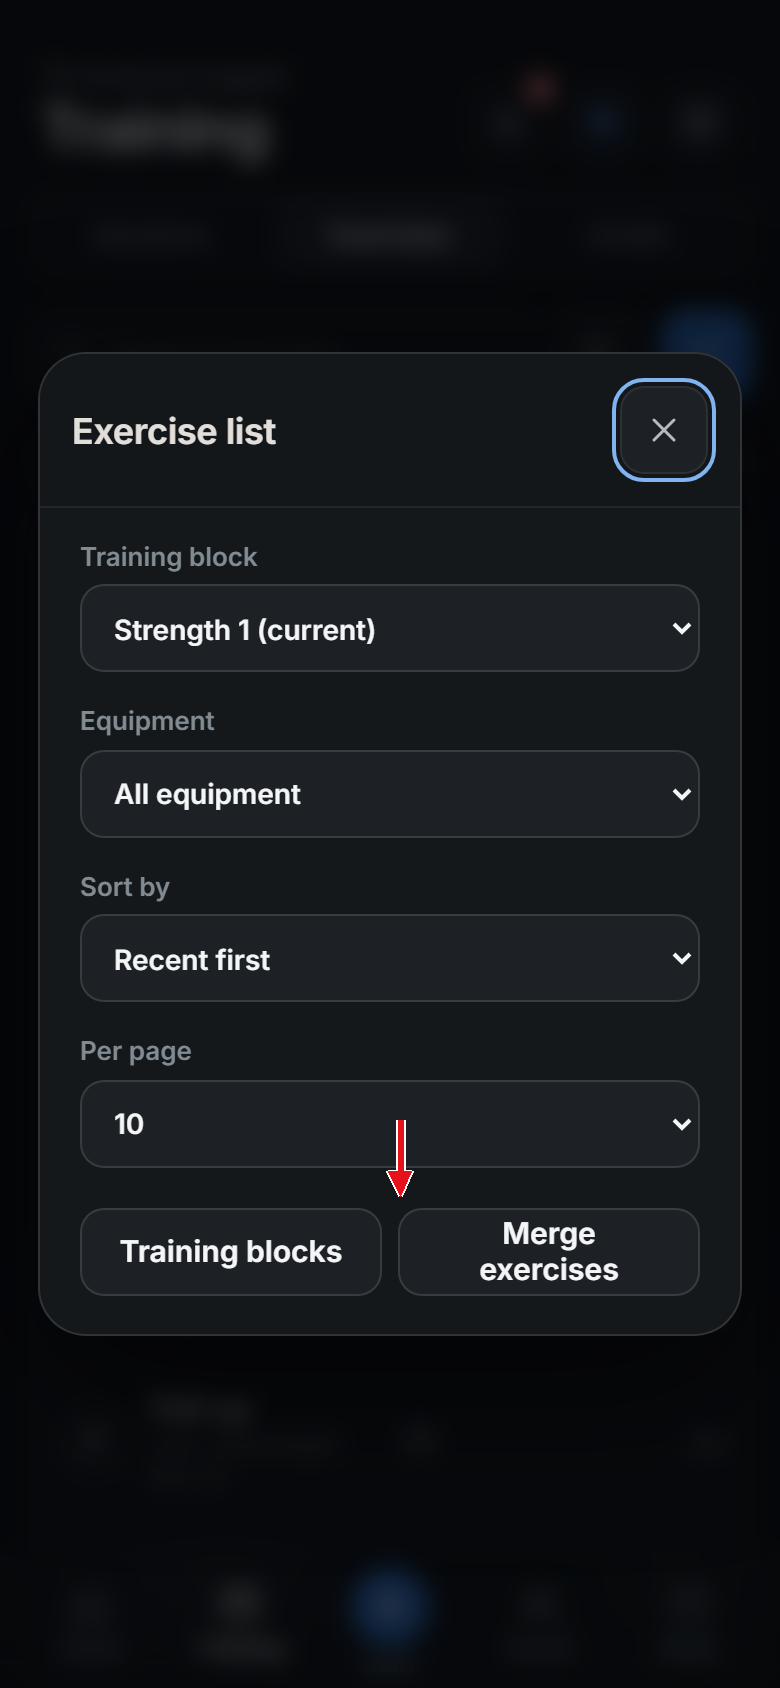 Training
Exercise list
Training block
Strength 1 (current)
Equipment
All equipment
Sort by
Recent first
Per page
10
Training blocks
Merge
exercises